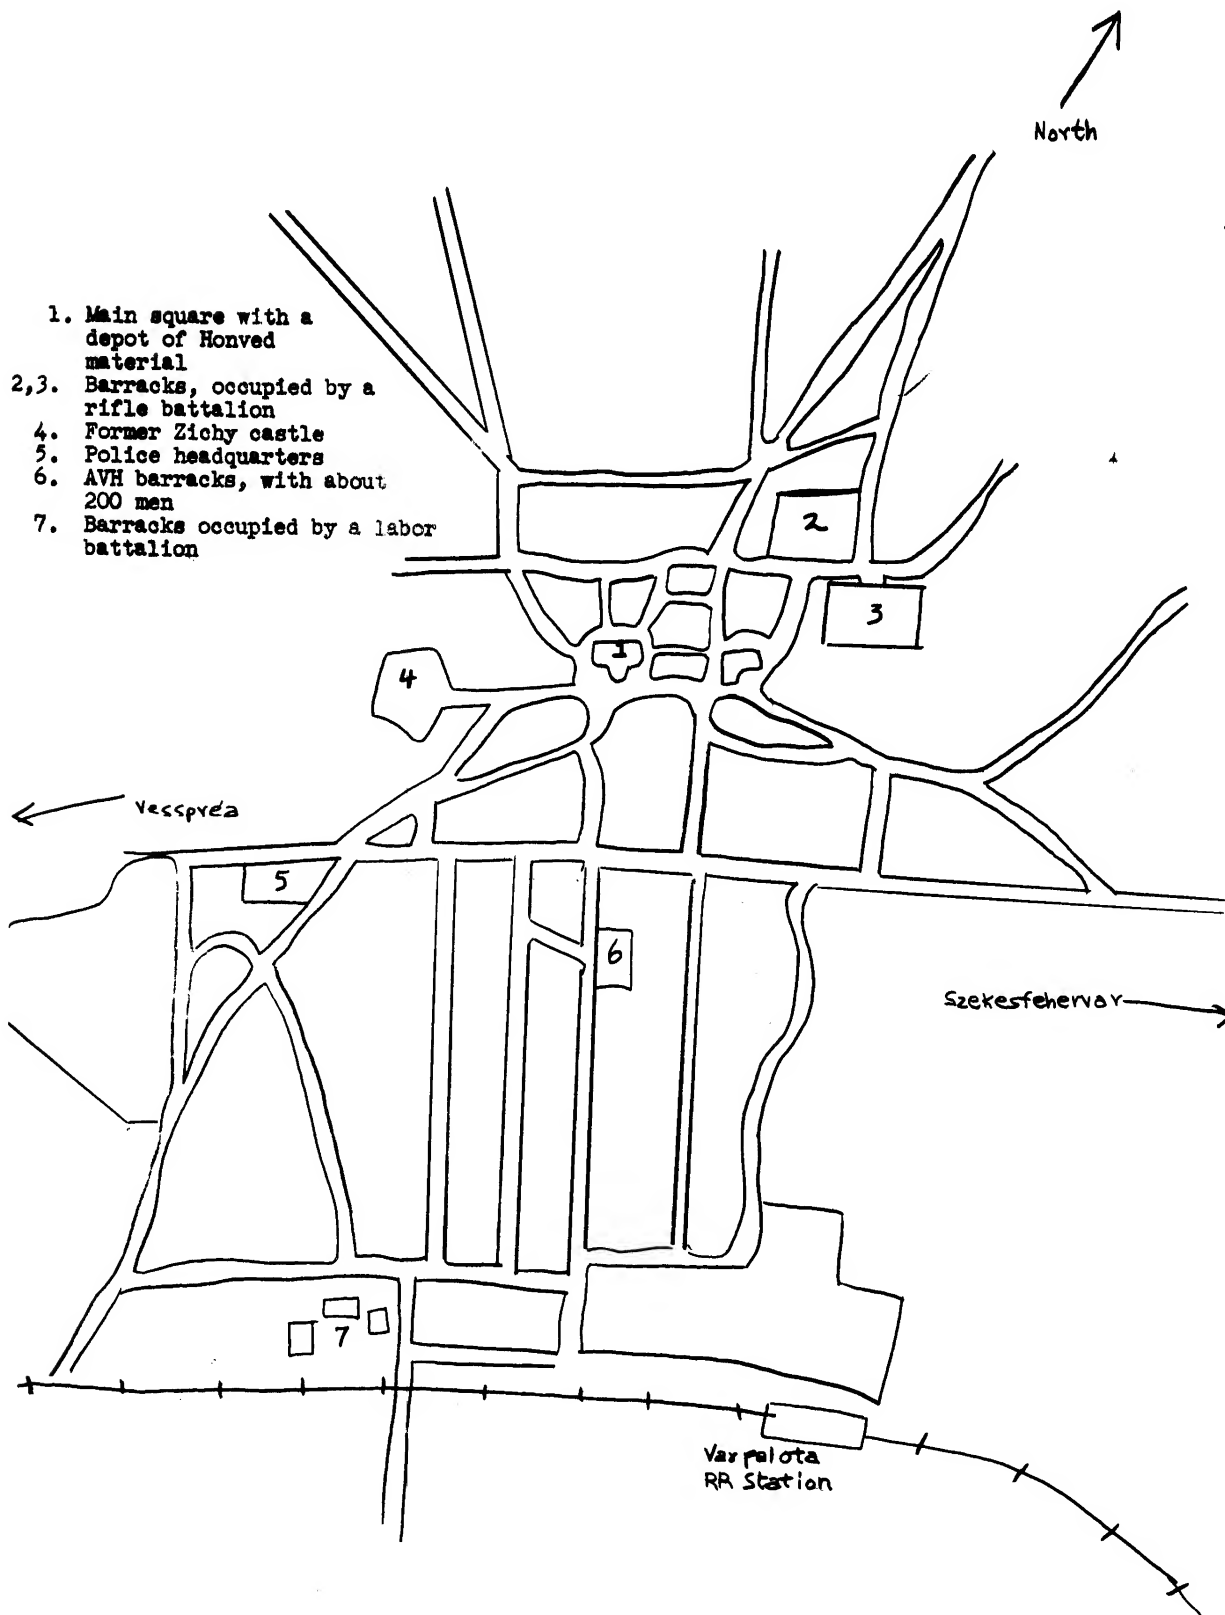 North
1. Main square with a
depot of Honved
material
2,3. Barracks, occupied by a
rifle battalion
4. Former Zichy castle
5. Police headquarters
6. AVH barracks, with about
200 men
7. Barracks occupied by a labor
battalion
2
3
1
4
Vesspréa
5
6
Szekesfehervar
7
Varpalota
RR Station